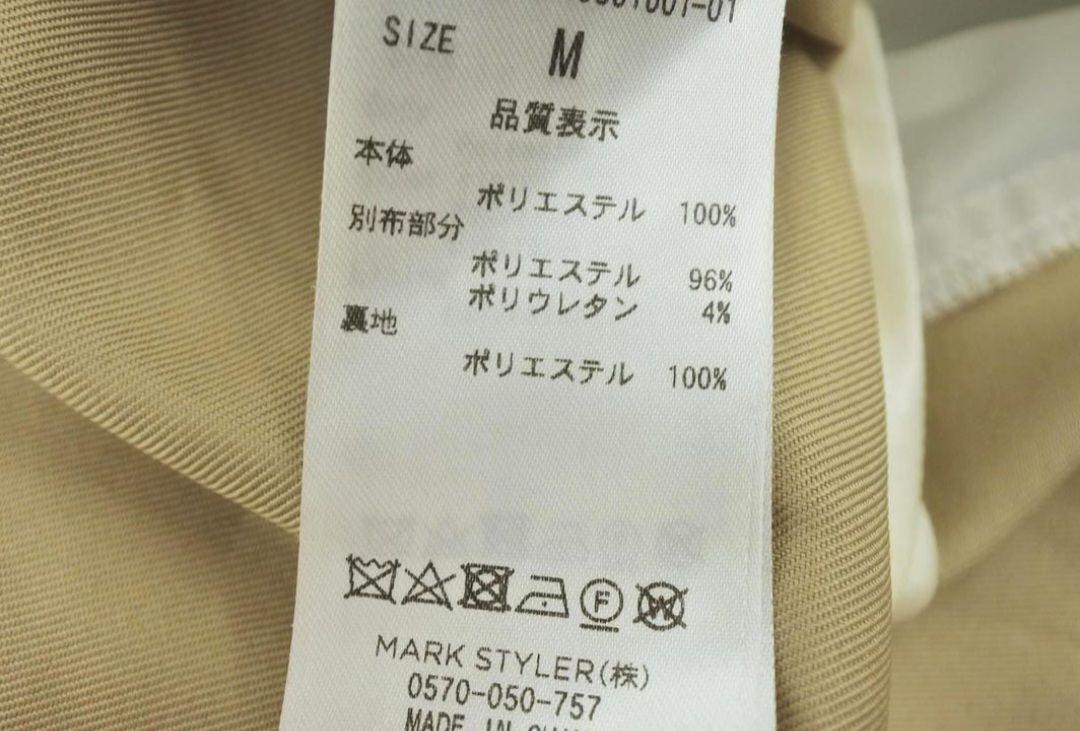 SIZE M
品質表示
本体
ポリエステル 100%
別布部分
ポリエステル 96%
ポリウレタン 4%
裏地
ポリエステル 100%
F
W
MARK STYLER(株)
0570-050-757
MADE IN